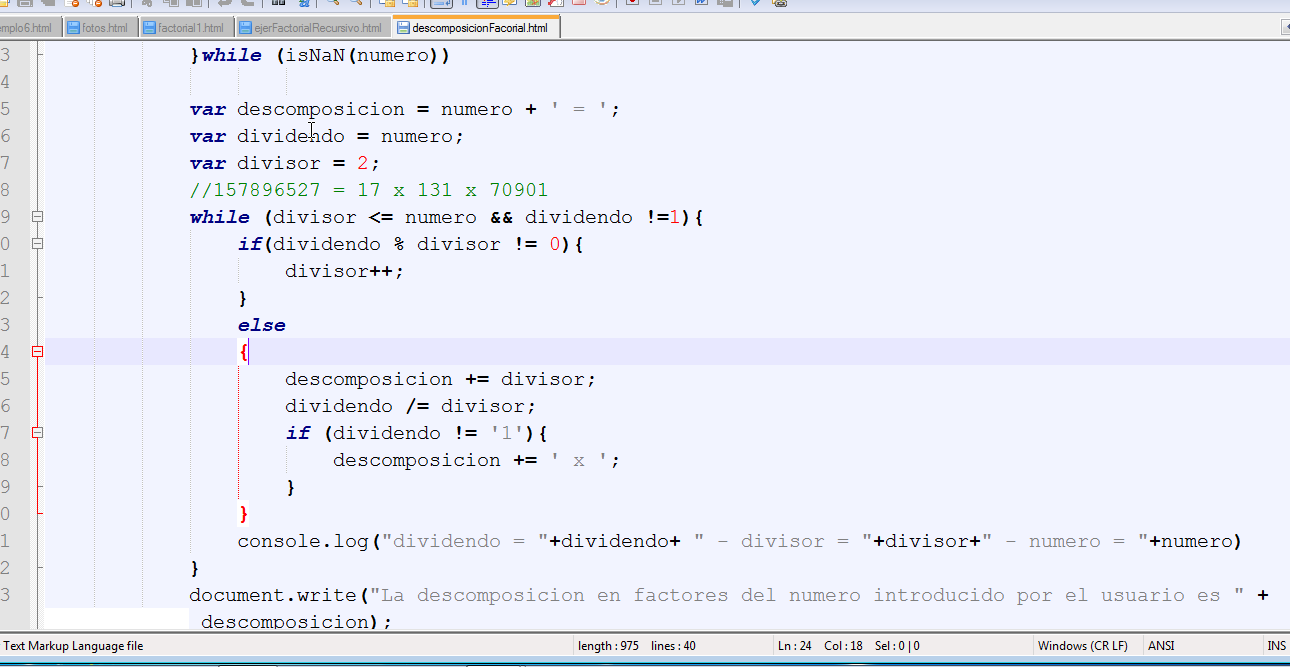 emplo6.html fotos.html factorial1.html ejerFactorialRecursivo.html descomposicionFacorial.html
3 }while (isNaN(numero))
4
5 var descomposicion = numero + ' = ';
6 var dividendo = numero;
7 var divisor = 2;
8 //157896527 = 17 x 131 x 70901
9 while (divisor <= numero && dividendo !=1){
0 if(dividendo % divisor != 0){
1 divisor++;
2 }
3 else
4 {
5 descomposicion += divisor;
6 dividendo /= divisor;
7 if (dividendo != '1'){
8 descomposicion += ' x ';
9 }
0 }
1 console.log("dividendo = "+dividendo+ " - divisor = "+divisor+" - numero = "+numero)
2 }
3 document.write("La descomposicion en factores del numero introducido por el usuario es " +
descomposicion);
Text Markup Language file length : 975 lines : 40 Ln : 24 Col : 18 Sel : 0 | 0 Windows (CR LF) ANSI INS